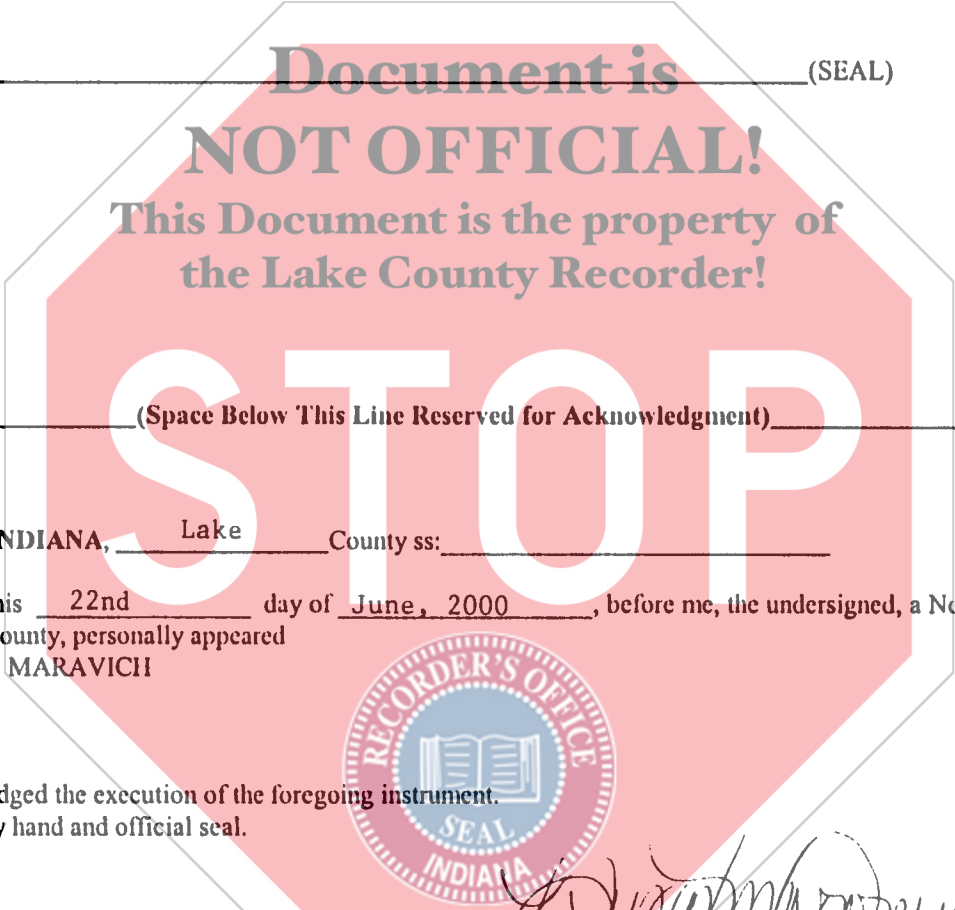 Document is
(SEAL)
NOT OFFICIAL!
This Document is the property of
the Lake County Recorder!
STOP
(Space Below This Line Reserved for Acknowledgment)
NDIANA, Lake County ss:
is 22nd day of June, 2000, before me, the undersigned, a No
ounty, personally appeared
MARAVICH
RECORDER'S OFFICE
dged the execution of the foregoing instrument.
hand and official seal.
SEAL
INDIANA